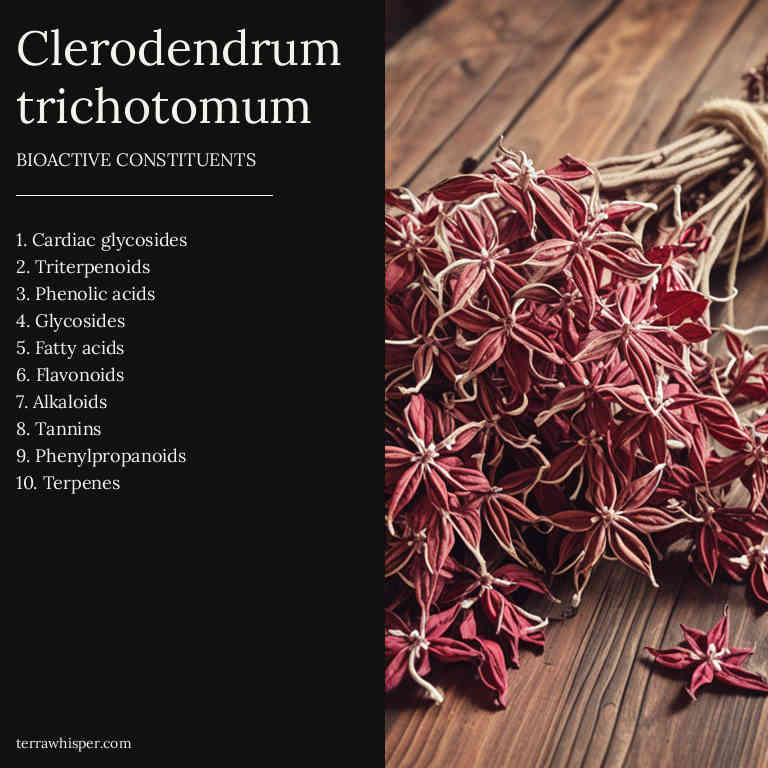 Clerodendrum
trichotomum
BIOACTIVE CONSTITUENTS
1. Cardiac glycosides
2. Triterpenoids
3. Phenolic acids
4. Glycosides
5. Fatty acids
6. Flavonoids
7. Alkaloids
8. Tannins
9. Phenylpropanoids
10. Terpenes
terrawhisper.com